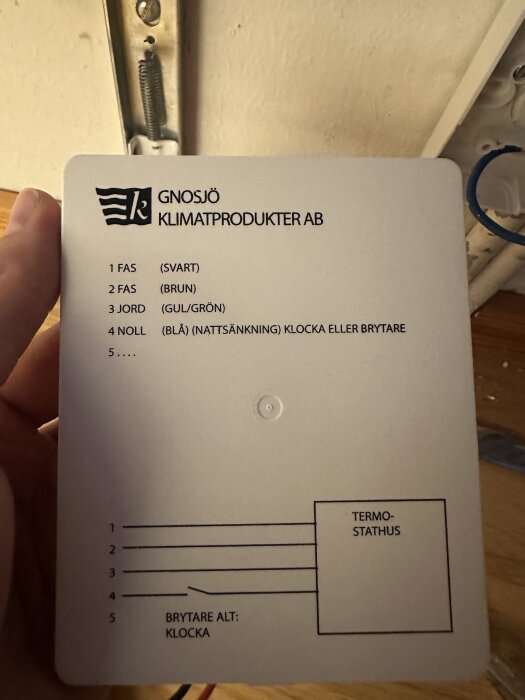 k GNOSJÖ
KLIMATPRODUKTER AB
1 FAS (SVART)
2 FAS (BRUN)
3 JORD (GUL/GRÖN)
4 NOLL (BLÅ) (NATTSÄNKNING) KLOCKA ELLER BRYTARE
5 . . . .
TERMO-
STATHUS
1
2
3
4
5 BRYTARE ALT:
KLOCKA